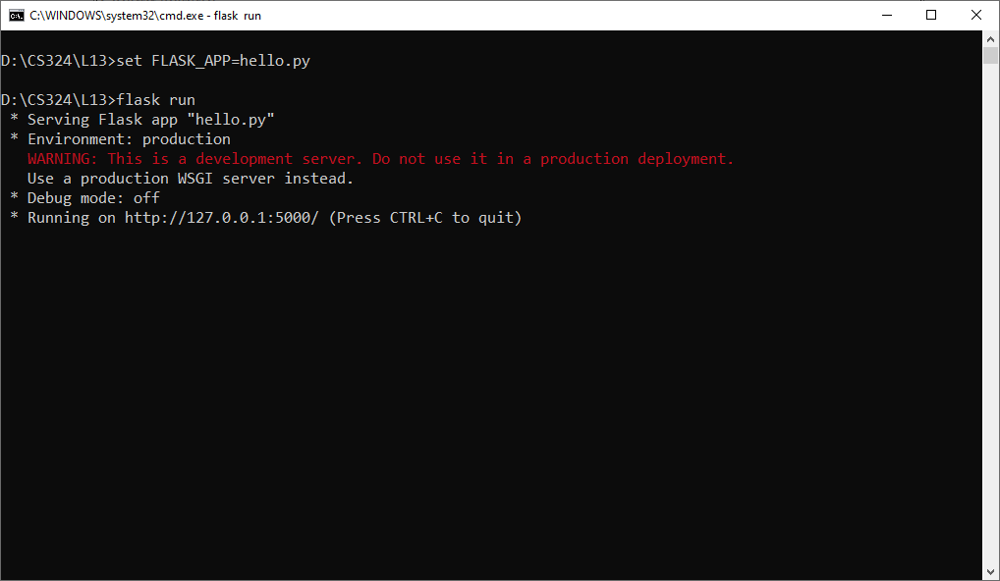 C:\WINDOWS\system32\cmd.exe - flask  run
D:\CS324\L13>set FLASK_APP=hello.py
D:\CS324\L13>flask run
 * Serving Flask app "hello.py"
 * Environment: production
   WARNING: This is a development server. Do not use it in a production deployment.
   Use a production WSGI server instead.
 * Debug mode: off
 * Running on http://127.0.0.1:5000/ (Press CTRL+C to quit)